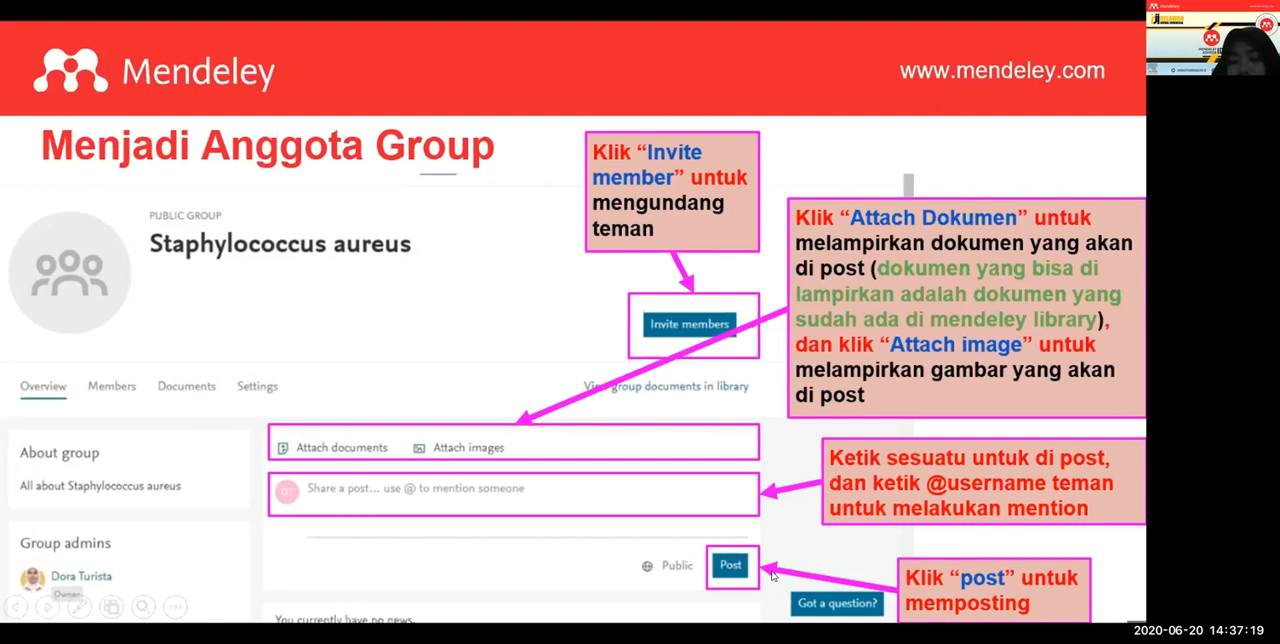 Mendeley
www.mendeley.com
Menjadi Anggota Group
PUBLIC GROUP
Staphylococcus aureus
Klik “Invite
member” untuk
mengundang
teman
Invite members
Klik “Attach Dokumen” untuk
melampirkan dokumen yang akan
di post (dokumen yang bisa di
lampirkan adalah dokumen yang
sudah ada di mendeley library),
dan klik “Attach image” untuk
melampirkan gambar yang akan
di post
Overview Members Documents Settings
View group documents in library
About group
All about Staphylococcus aureus
Attach documents Attach images
Share a post... use @ to mention someone
Ketik sesuatu untuk di post,
dan ketik @username teman
untuk melakukan mention
Group admins
Dora Turista
Owner
Public
Post
Klik “post” untuk
memposting
Got a question?
You currently have no news.
2020-06-20 14:37:19
Mendeley